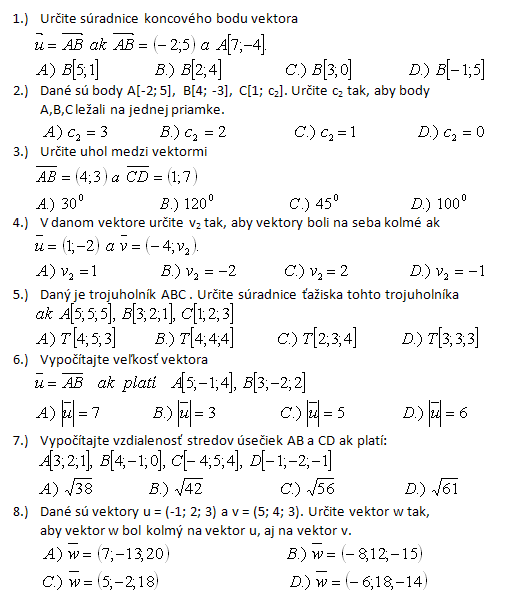 1.) Určite súradnice koncového bodu vektora
u⃗ = A̅B̅ ak A̅B̅ = (− 2;5) a A[7;−4].
A) B[5;1] B.) B[2;4] C.) B[3,0] D.) B[−1;5]
2.) Dané sú body A[-2; 5], B[4; -3], C[1; c₂]. Určite c₂ tak, aby body
A,B,C ležali na jednej priamke.
A) c₂ = 3 B.) c₂ = 2 C.) c₂ = 1 D.) c₂ = 0
3.) Určite uhol medzi vektormi
A̅B̅ = (4;3) a C̅D̅ = (1;7)
A.) 30⁰ B.) 120⁰ C.) 45⁰ D.) 100⁰
4.) V danom vektore určite v₂ tak, aby vektory boli na seba kolmé ak
u̅ = (1;−2) a v̅ = (− 4;v₂).
A) v₂ = 1 B.) v₂ = −2 C.) v₂ = 2 D.) v₂ = −1
5.) Daný je trojuholník ABC . Určite súradnice ťažiska tohto trojuholníka
ak A[5;5;5], B[3;2;1], C[1;2;3]
A) T[4;5;3] B.) T[4;4;4] C.) T[2;3;4] D.) T[3;3;3]
6.) Vypočítajte veľkosť vektora
u̅ = A̅B̅ ak platí A[5;−1;4], B[3;−2;2]
A) |u̅| = 7 B.) |u̅| = 3 C.) |u̅| = 5 D.) |u̅| = 6
7.) Vypočítajte vzdialenosť stredov úsečiek AB a CD ak platí:
A[3;2;1], B[4;−1;0], C[− 4;5;4], D[−1;−2;−1]
A) √38 B.) √42 C.) √56 D.) √61
8.) Dané sú vektory u = (-1; 2; 3) a v = (5; 4; 3). Určite vektor w tak,
aby vektor w bol kolmý na vektor u, aj na vektor v.
A) w̅ = (7;−13,20) B.) w̅ = (− 8,12;−15)
C.) w̅ = (5;−2;18) D.) w̅ = (− 6;18,−14)